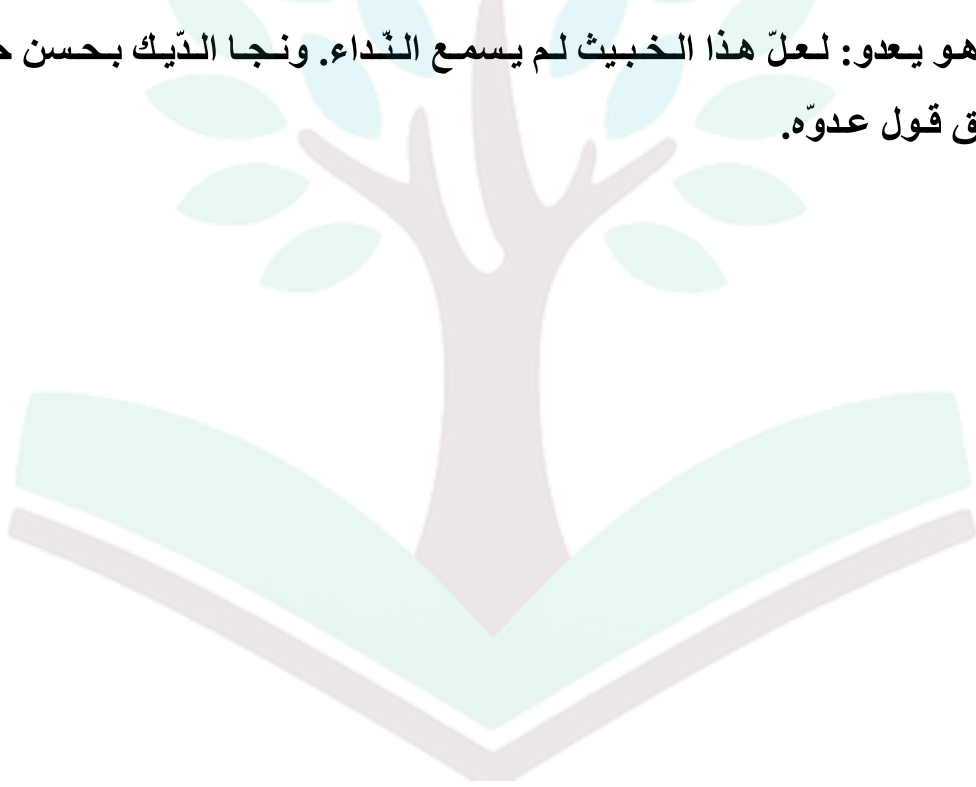 هو يعدو: لعلّ هذا الخبيث لم يسمع النّداء. ونجا الدّيك بحسن
قول عدوّه.